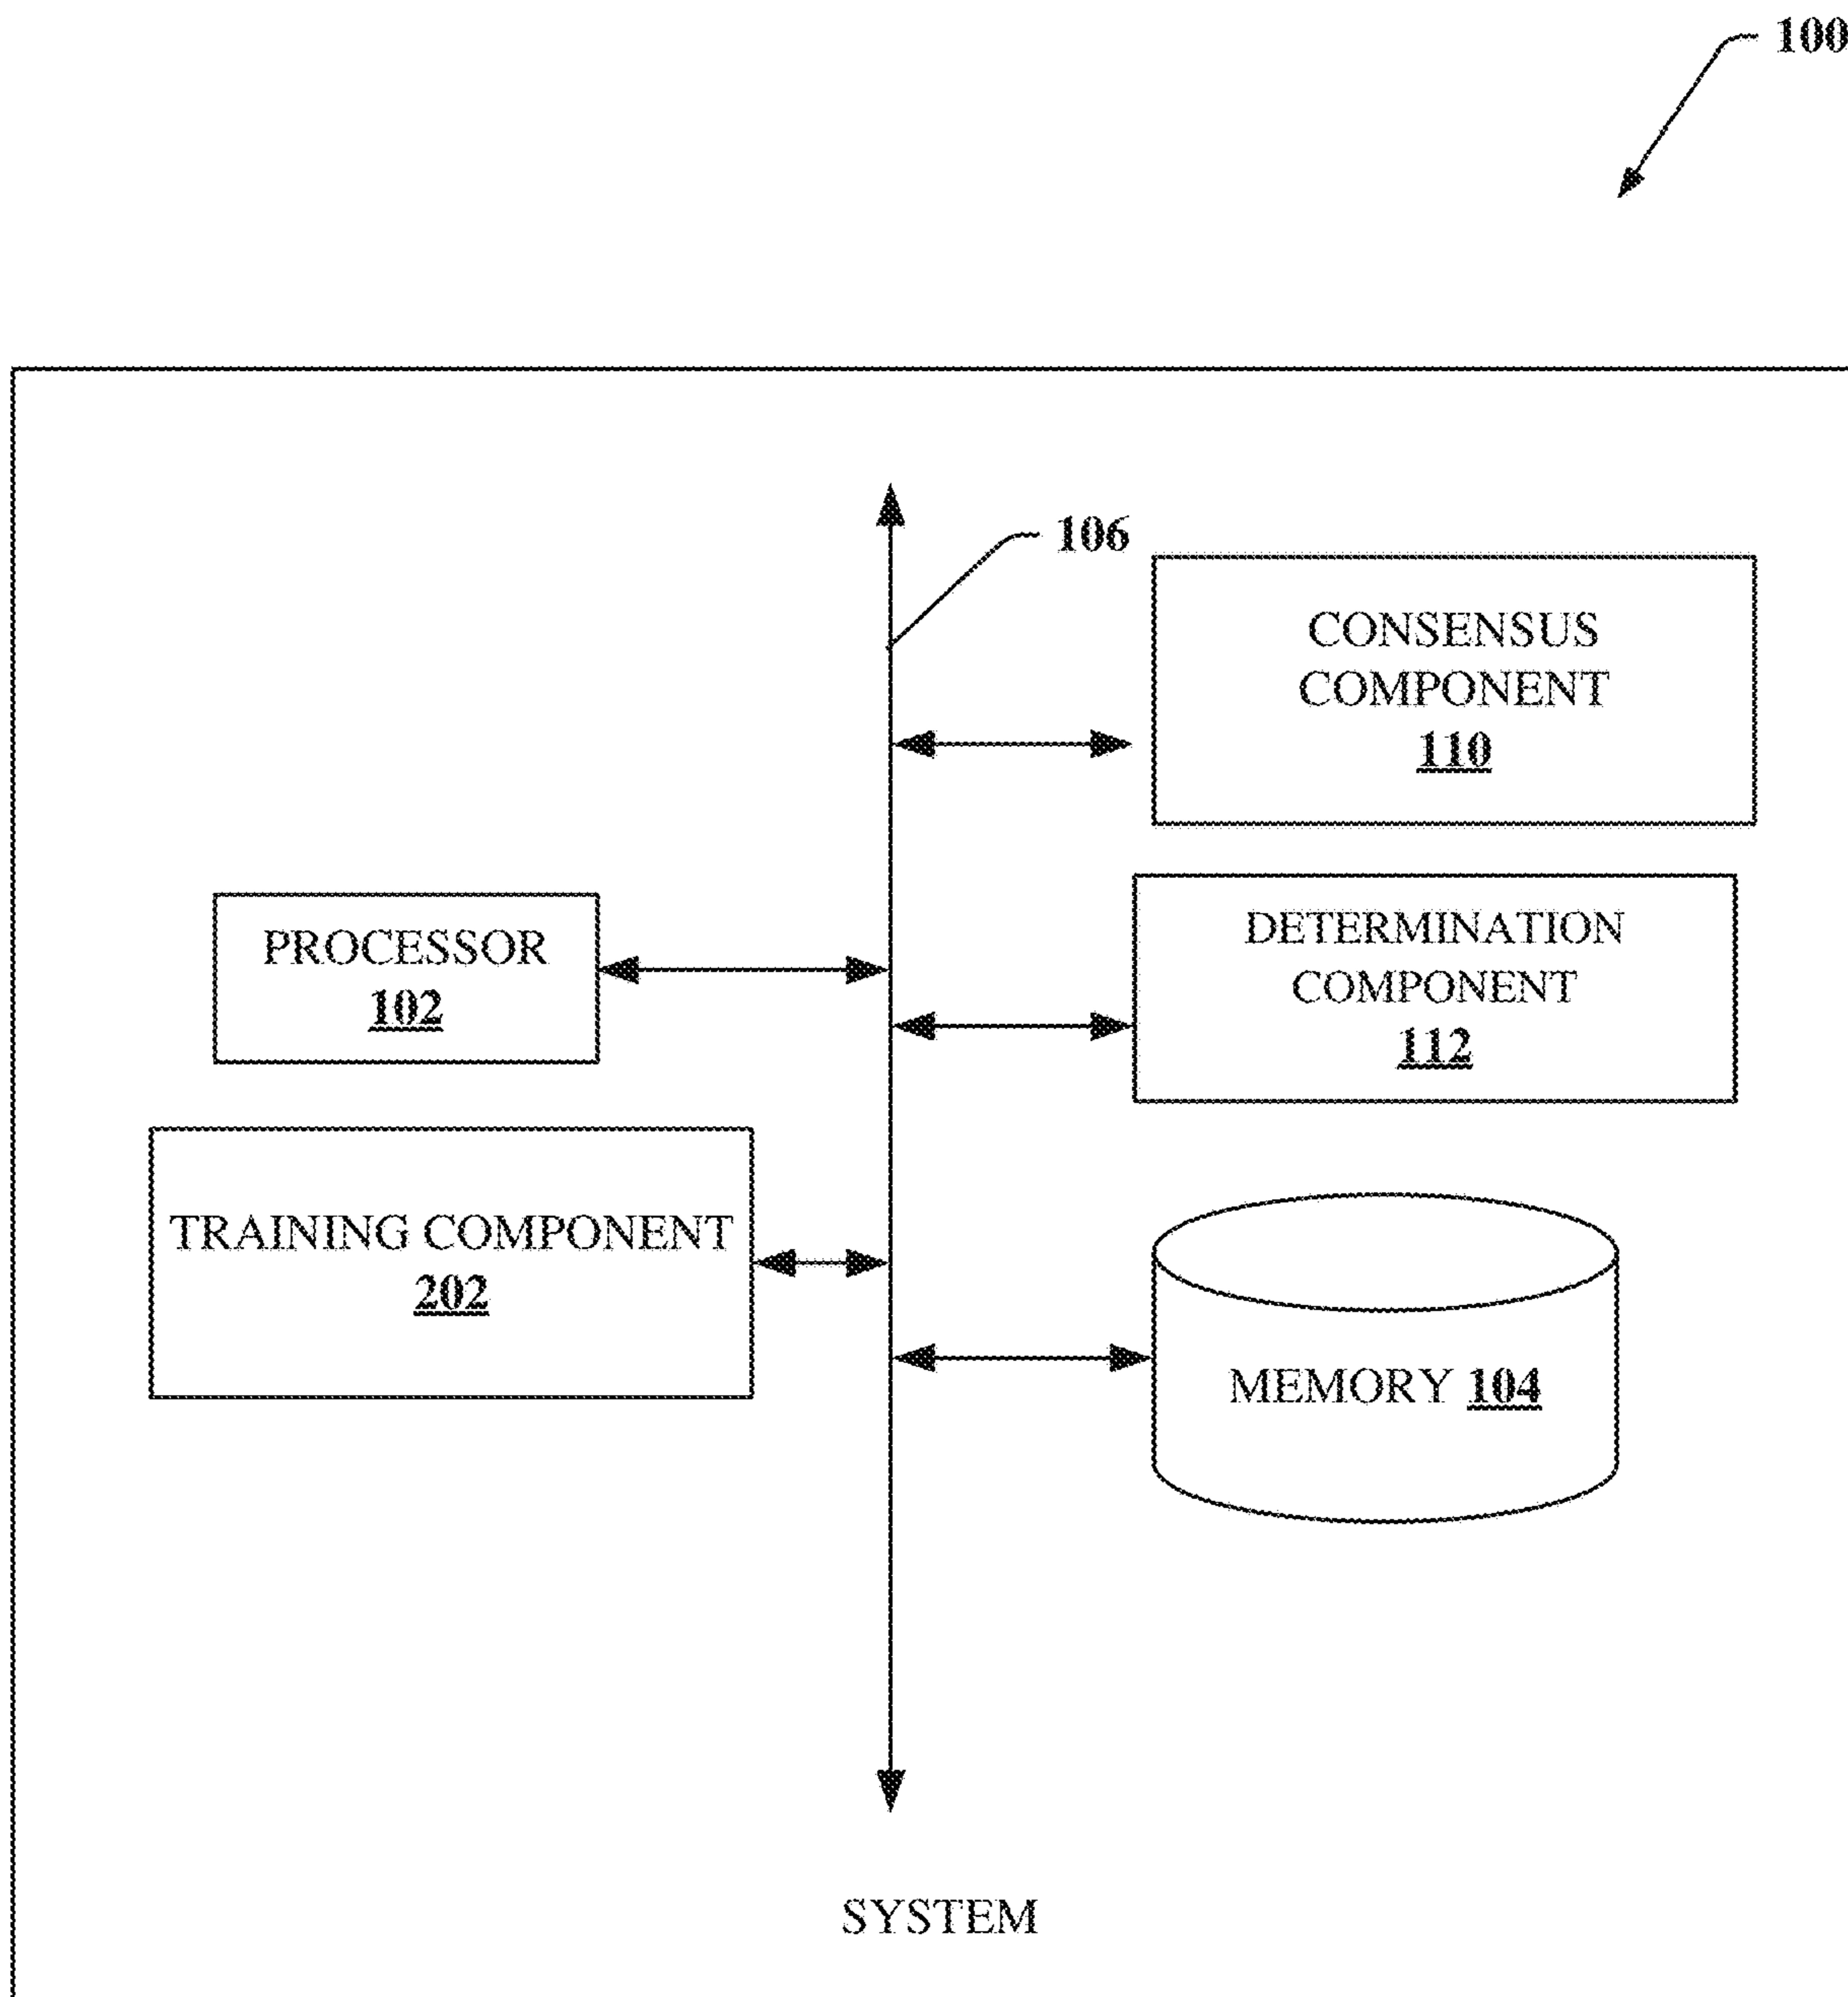 100
106
CONSENSUS
COMPONENT
110
PROCESSOR
102
DETERMINATION
COMPONENT
112
TRAINING COMPONENT
202
MEMORY 104
SYSTEM